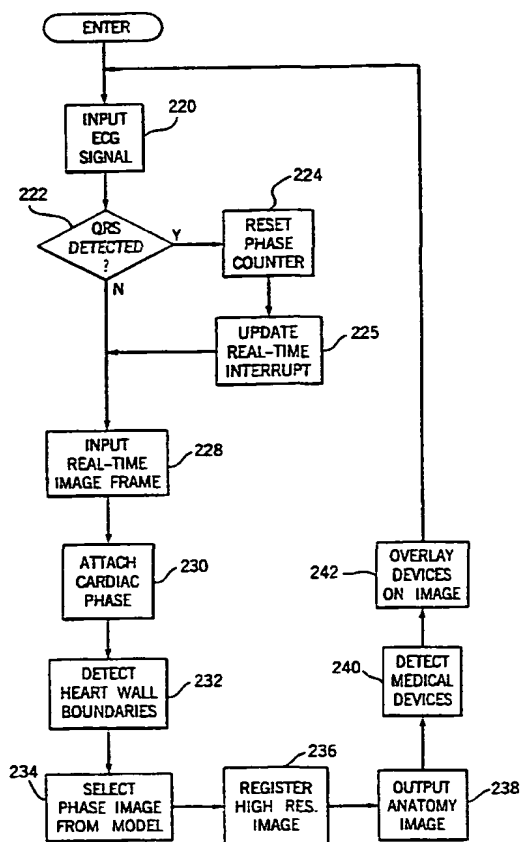 ENTER
INPUT
ECG
SIGNAL
220
222
QRS
DETECTED
?
Y
N
224
RESET
PHASE
COUNTER
UPDATE
REAL-TIME
INTERRUPT
225
INPUT
REAL-TIME
IMAGE FRAME
228
ATTACH
CARDIAC
PHASE
230
DETECT
HEART WALL
BOUNDARIES
232
234
SELECT
PHASE IMAGE
FROM MODEL
236
REGISTER
HIGH RES.
IMAGE
OUTPUT
ANATOMY
IMAGE
238
240
DETECT
MEDICAL
DEVICES
242
OVERLAY
DEVICES
ON IMAGE